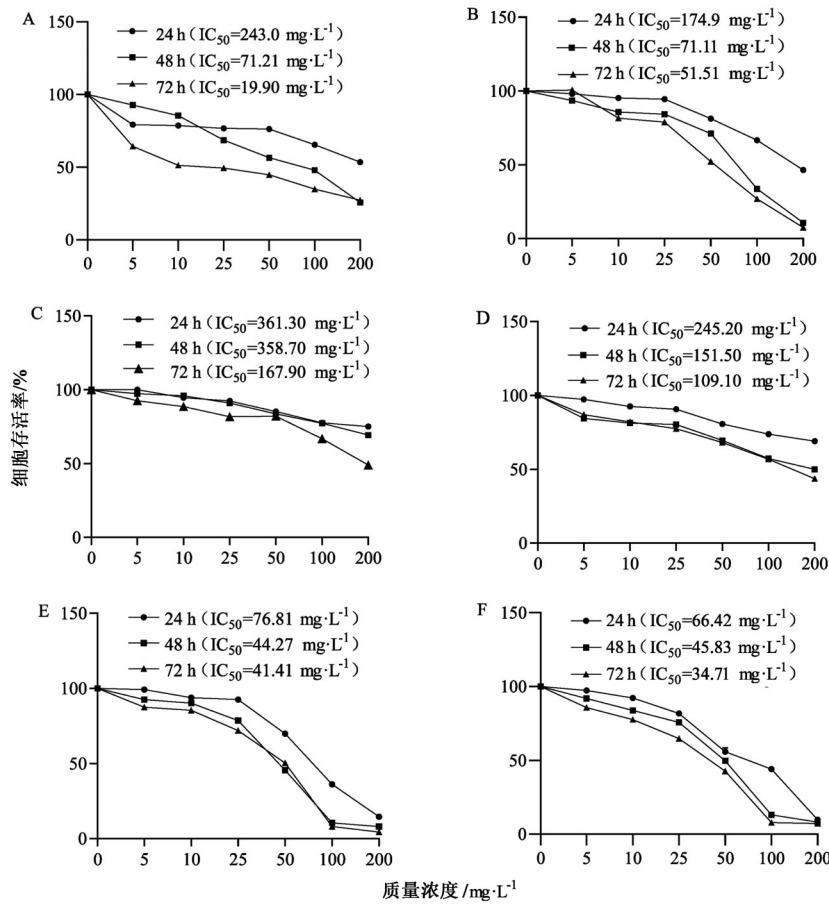 A
24 h（IC50=243.0 mg·L-1）
48 h（IC50=71.21 mg·L-1）
72 h（IC50=19.90 mg·L-1）
150
100
50
0
0 5 10 25 50 100 200
B
24 h（IC50=174.9 mg·L-1）
48 h（IC50=71.11 mg·L-1）
72 h（IC50=51.51 mg·L-1）
150
100
50
0
0 5 10 25 50 100 200
C
24 h（IC50=361.30 mg·L-1）
48 h（IC50=358.70 mg·L-1）
72 h（IC50=167.90 mg·L-1）
150
100
50
0
0 5 10 25 50 100 200
D
24 h（IC50=245.20 mg·L-1）
48 h（IC50=151.50 mg·L-1）
72 h（IC50=109.10 mg·L-1）
150
100
50
0
0 5 10 25 50 100 200
细胞存活率/%
E
24 h（IC50=76.81 mg·L-1）
48 h（IC50=44.27 mg·L-1）
72 h（IC50=41.41 mg·L-1）
150
100
50
0
0 5 10 25 50 100 200
F
24 h（IC50=66.42 mg·L-1）
48 h（IC50=45.83 mg·L-1）
72 h（IC50=34.71 mg·L-1）
150
100
50
0
0 5 10 25 50 100 200
质量浓度/mg·L-1